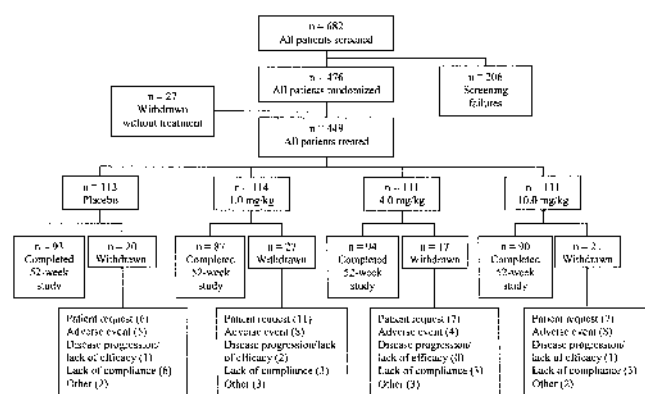 n = 682
All patients screened
n = 476
All patients randomized
n = 206
Screening
failures
n = 27
Withdrawn
without treatment
n = 449
All patients treated
n = 113
Placebo
n = 114
1.0 mg/kg
n = 111
4.0 mg/kg
n = 111
10.0 mg/kg
n = 93
Completed
52-week
study
n = 20
Withdrawn
n = 87
Completed
52-week
study
n = 27
Withdrawn
n = 94
Completed
52-week
study
n = 17
Withdrawn
n = 90
Completed
52-week
study
n = 21
Withdrawn
Patient request (6)
Adverse event (5)
Disease progression/
lack of efficacy (1)
Lack of compliance (6)
Other (2)
Patient request (11)
Adverse event (8)
Disease progression/lack
of efficacy (2)
Lack of compliance (3)
Other (3)
Patient request (7)
Adverse event (4)
Disease progression/
lack of efficacy (0)
Lack of compliance (3)
Other (3)
Patient request (7)
Adverse event (8)
Disease progression/
lack of efficacy (1)
Lack of compliance (3)
Other (2)